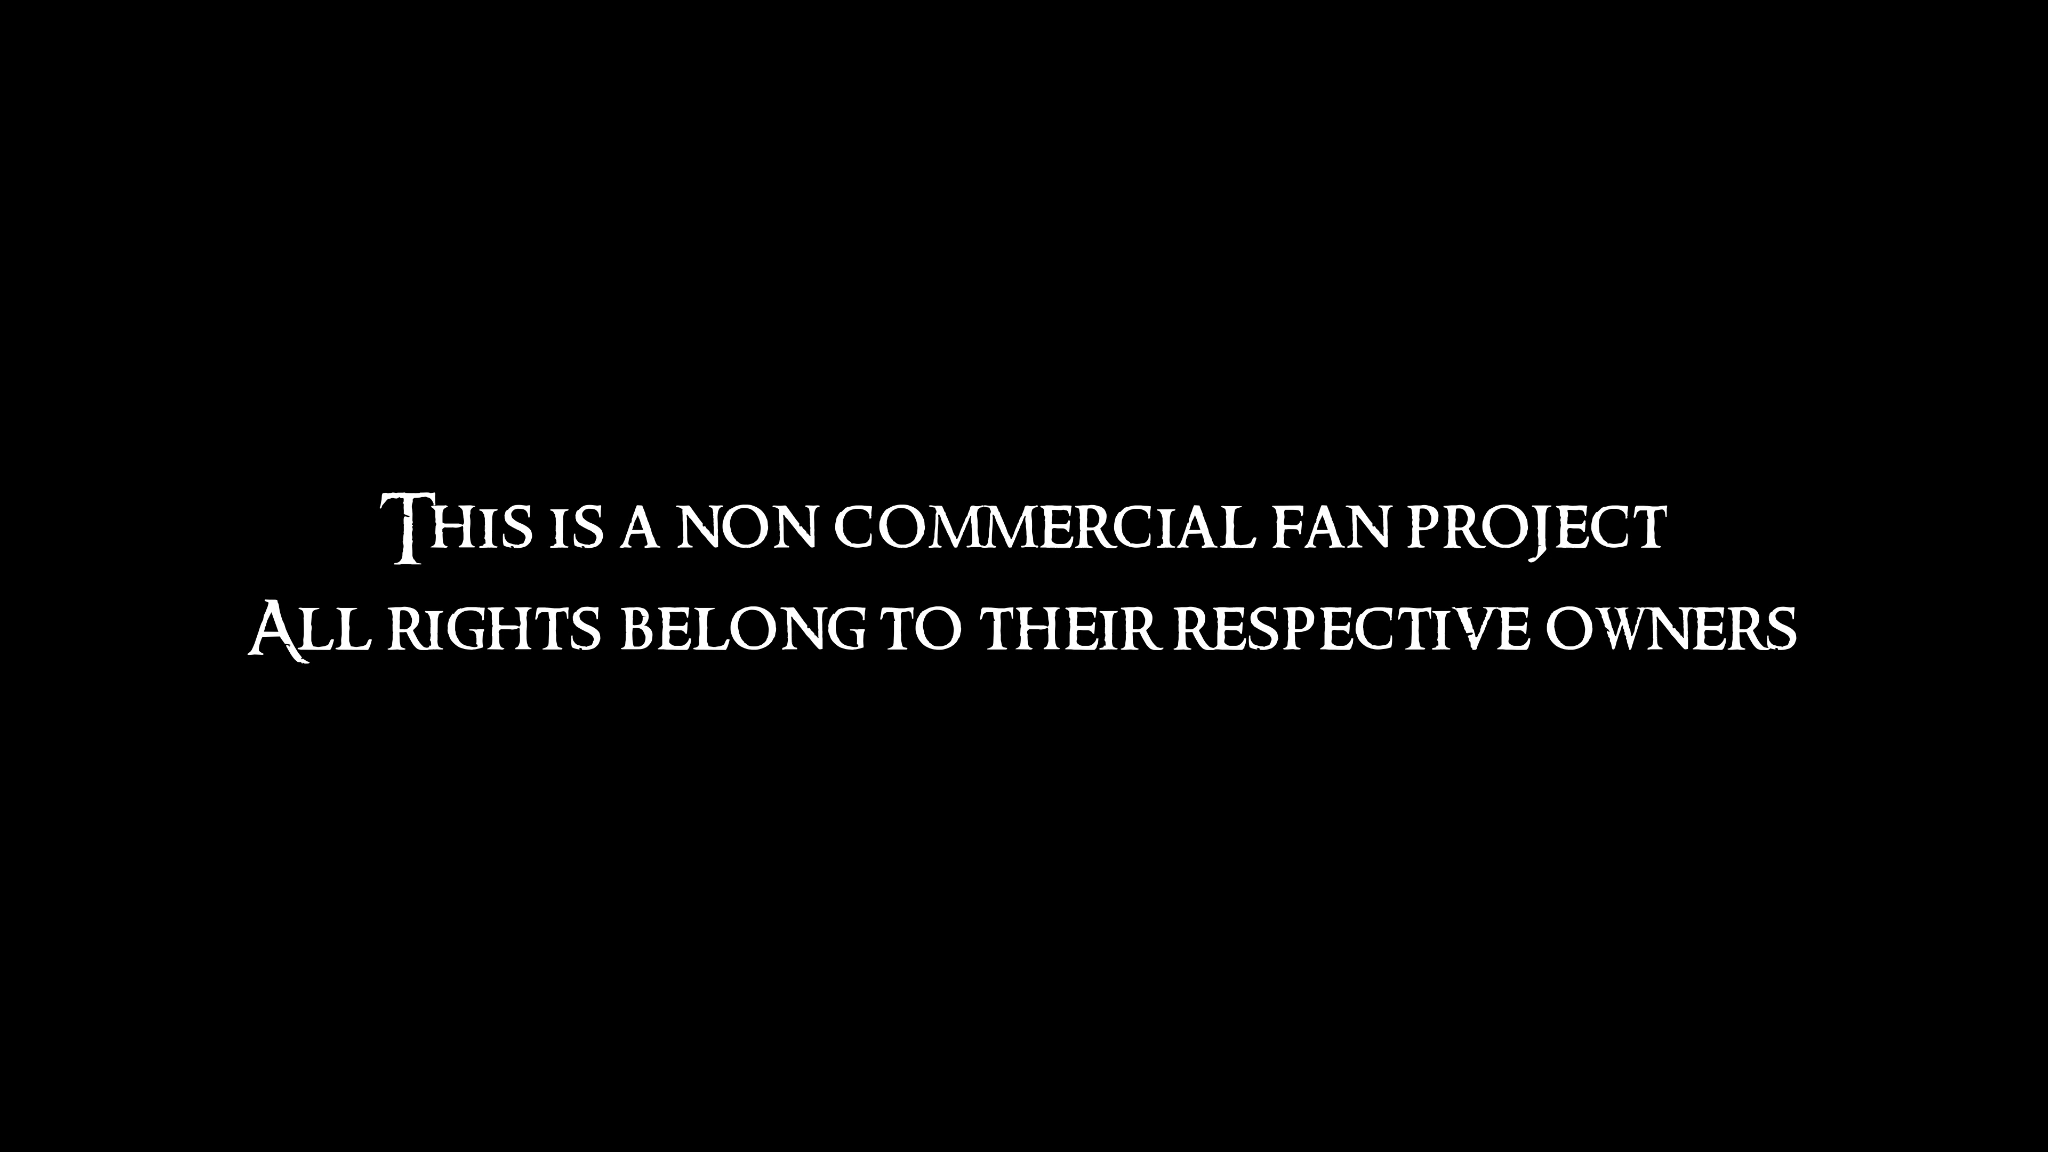 This is a non commercial fan project
All rights belong to their respective owners